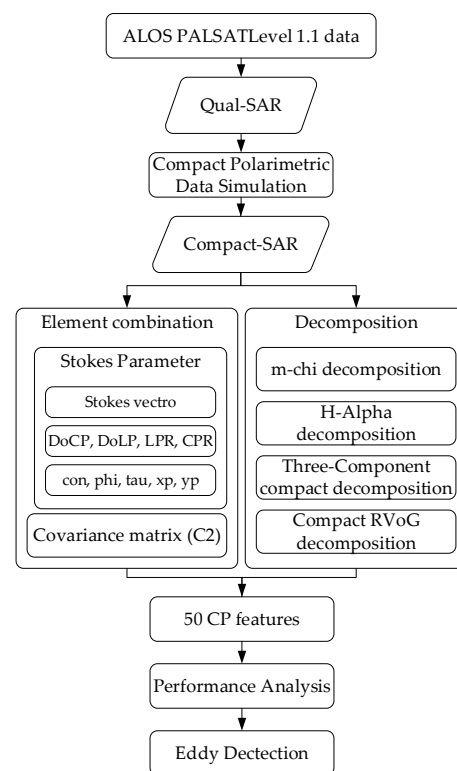 ALOS PALSATLevel 1.1 data
Qual-SAR
Compact Polarimetric
Data Simulation
Compact-SAR
Element combination
Stokes Parameter
Stokes vectro
DoCP, DoLP, LPR, CPR
con, phi, tau, xp, yp
Covariance matrix (C2)
Decomposition
m-chi decomposition
H-Alpha
decomposition
Three-Component
compact decomposition
Compact RVoG
decomposition
50 CP features
Performance Analysis
Eddy Dectection